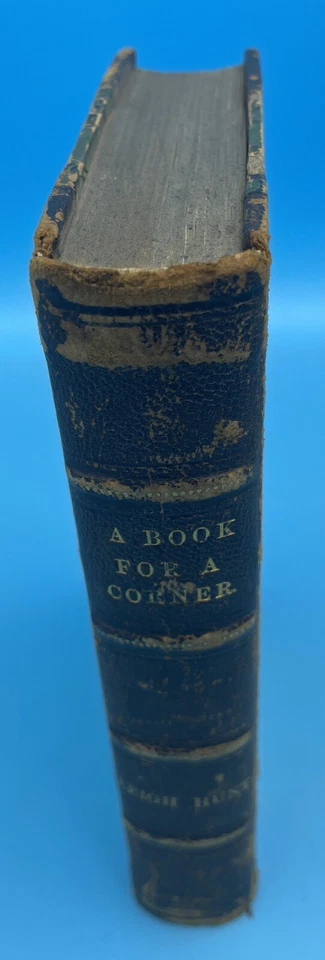 A BOOK
FOR A
CORNER.
LEIGH HUNT